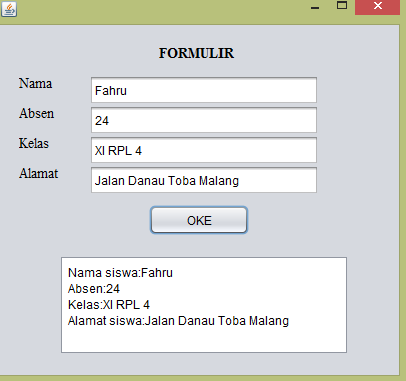 FORMULIR
Nama Fahru
Absen 24
Kelas XI RPL 4
Alamat Jalan Danau Toba Malang
OKE
Nama siswa:Fahru
Absen:24
Kelas:XI RPL 4
Alamat siswa:Jalan Danau Toba Malang